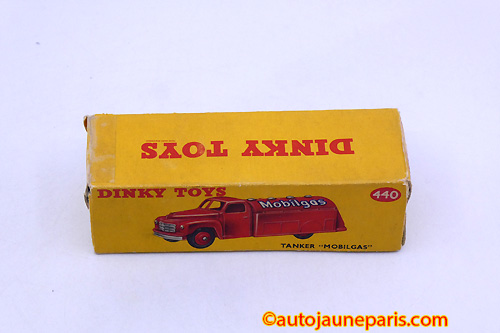 DINKY TOYS
DINKY TOYS
440
Mobilgas
TANKER "MOBILGAS"
©autojauneparis.com